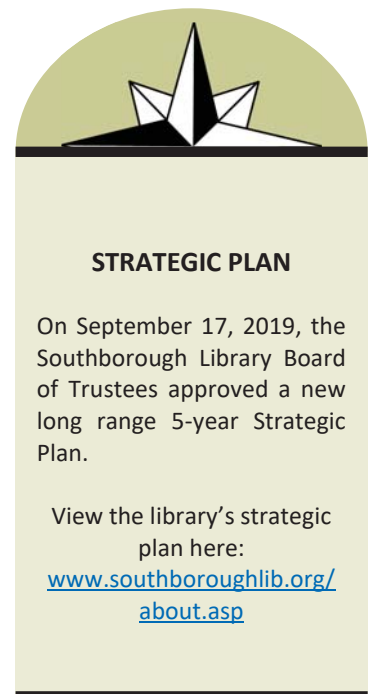 STRATEGIC PLAN
On September 17, 2019, the
Southborough Library Board
of Trustees approved a new
long range 5-year Strategic
Plan.
View the library’s strategic
plan here:
www.southboroughlib.org/
about.asp